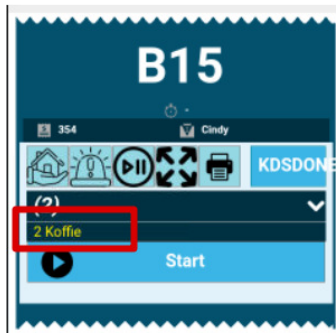 B15
-
354 Cindy
KDSDONE
(2)
2 Koffie
Start